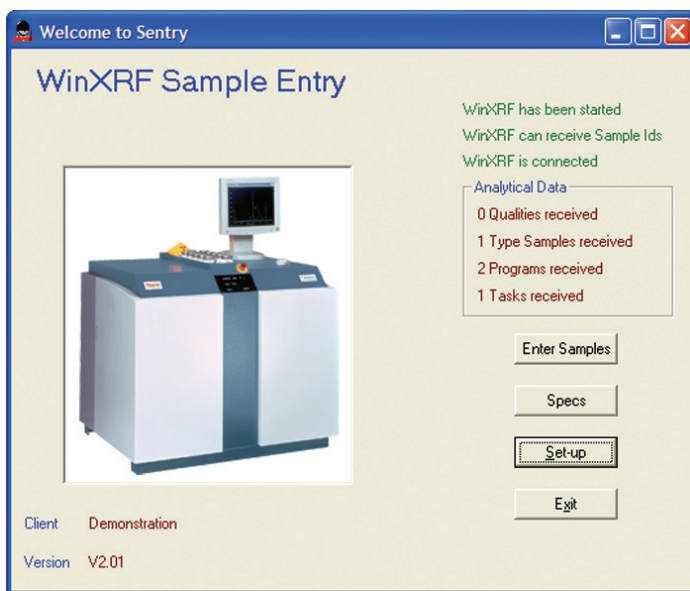 Welcome to Sentry
WinXRF Sample Entry
WinXRF has been started
WinXRF can receive Sample Ids
WinXRF is connected
Analytical Data
0 Qualities received
1 Type Samples received
2 Programs received
1 Tasks received
Enter Samples
Specs
Set-up
Exit
Client Demonstration
Version V2.01